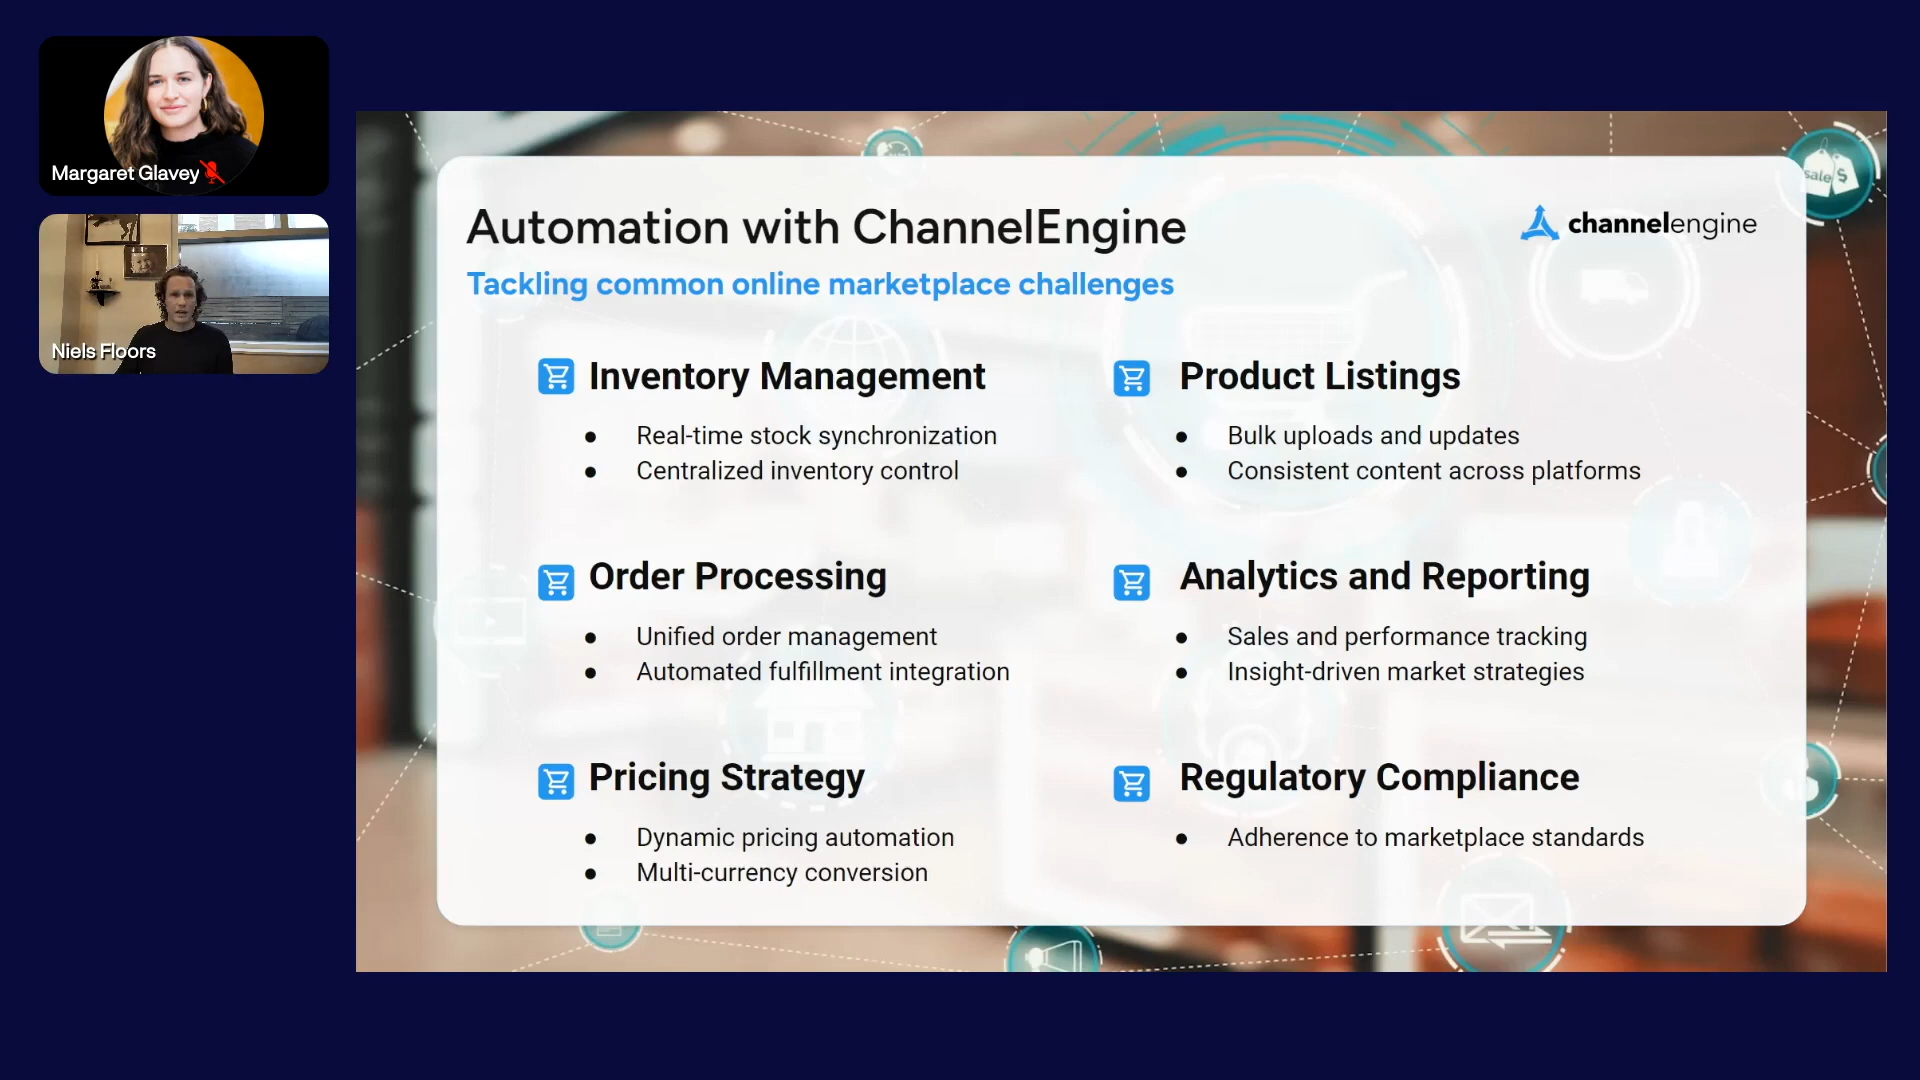 Margaret Glavey
Niels Floors
Automation with ChannelEngine
channelengine
Tackling common online marketplace challenges
sale $
Inventory Management
● Real-time stock synchronization
● Centralized inventory control
Product Listings
● Bulk uploads and updates
● Consistent content across platforms
Order Processing
● Unified order management
● Automated fulfillment integration
Analytics and Reporting
● Sales and performance tracking
● Insight-driven market strategies
Pricing Strategy
● Dynamic pricing automation
● Multi-currency conversion
Regulatory Compliance
● Adherence to marketplace standards